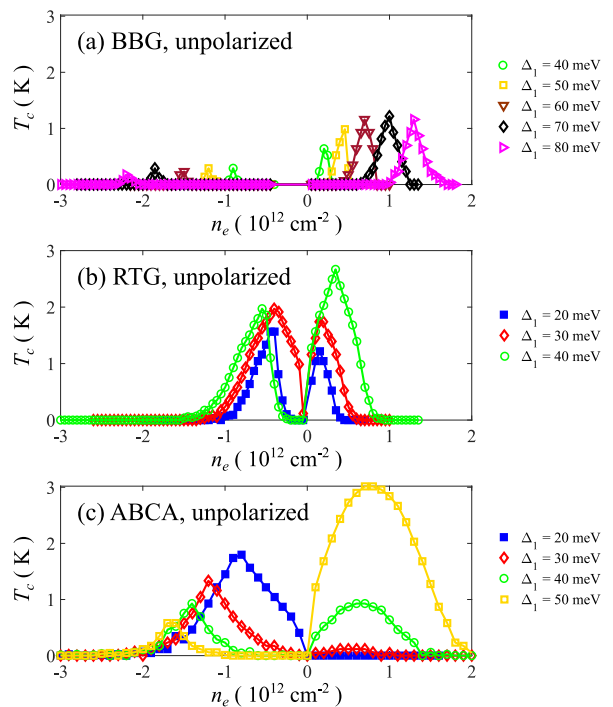 (a) BBG, unpolarized
3
2
1
0
T_c ( K )
-3 -2 -1 0 1 2
n_e ( 10^12 cm^-2 )
Δ_1 = 40 meV
Δ_1 = 50 meV
Δ_1 = 60 meV
Δ_1 = 70 meV
Δ_1 = 80 meV
(b) RTG, unpolarized
3
2
1
0
T_c ( K )
-3 -2 -1 0 1 2
n_e ( 10^12 cm^-2 )
Δ_1 = 20 meV
Δ_1 = 30 meV
Δ_1 = 40 meV
(c) ABCA, unpolarized
3
2
1
0
T_c ( K )
-3 -2 -1 0 1 2
n_e ( 10^12 cm^-2 )
Δ_1 = 20 meV
Δ_1 = 30 meV
Δ_1 = 40 meV
Δ_1 = 50 meV